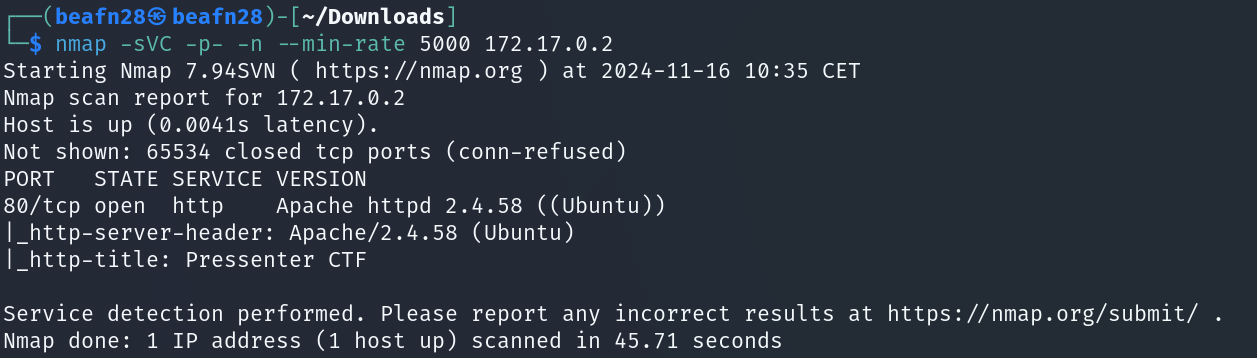 ┌──(beafn28㉿beafn28)-[~/Downloads]
└─$ nmap -sVC -p- -n --min-rate 5000 172.17.0.2
Starting Nmap 7.94SVN ( https://nmap.org ) at 2024-11-16 10:35 CET
Nmap scan report for 172.17.0.2
Host is up (0.0041s latency).
Not shown: 65534 closed tcp ports (conn-refused)
PORT   STATE SERVICE VERSION
80/tcp open  http    Apache httpd 2.4.58 ((Ubuntu))
|_http-server-header: Apache/2.4.58 (Ubuntu)
|_http-title: Pressenter CTF
Service detection performed. Please report any incorrect results at https://nmap.org/submit/ .
Nmap done: 1 IP address (1 host up) scanned in 45.71 seconds